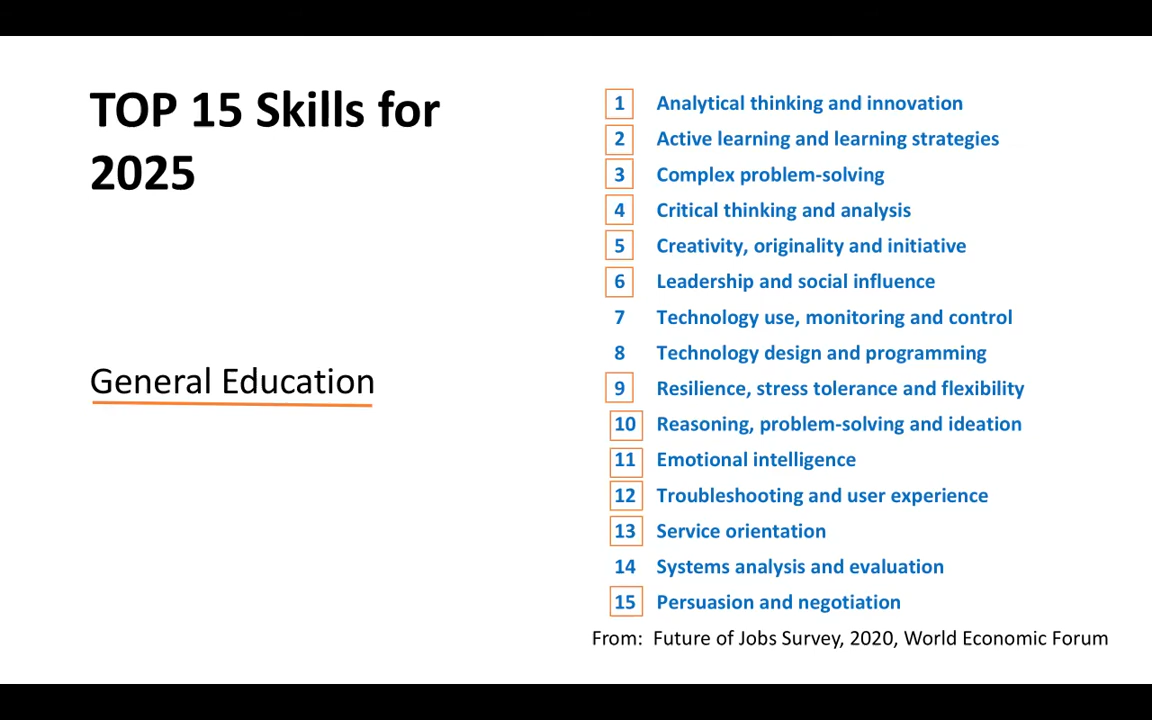 TOP 15 Skills for
2025
General Education
1 Analytical thinking and innovation
2 Active learning and learning strategies
3 Complex problem-solving
4 Critical thinking and analysis
5 Creativity, originality and initiative
6 Leadership and social influence
7 Technology use, monitoring and control
8 Technology design and programming
9 Resilience, stress tolerance and flexibility
10 Reasoning, problem-solving and ideation
11 Emotional intelligence
12 Troubleshooting and user experience
13 Service orientation
14 Systems analysis and evaluation
15 Persuasion and negotiation
From: Future of Jobs Survey, 2020, World Economic Forum